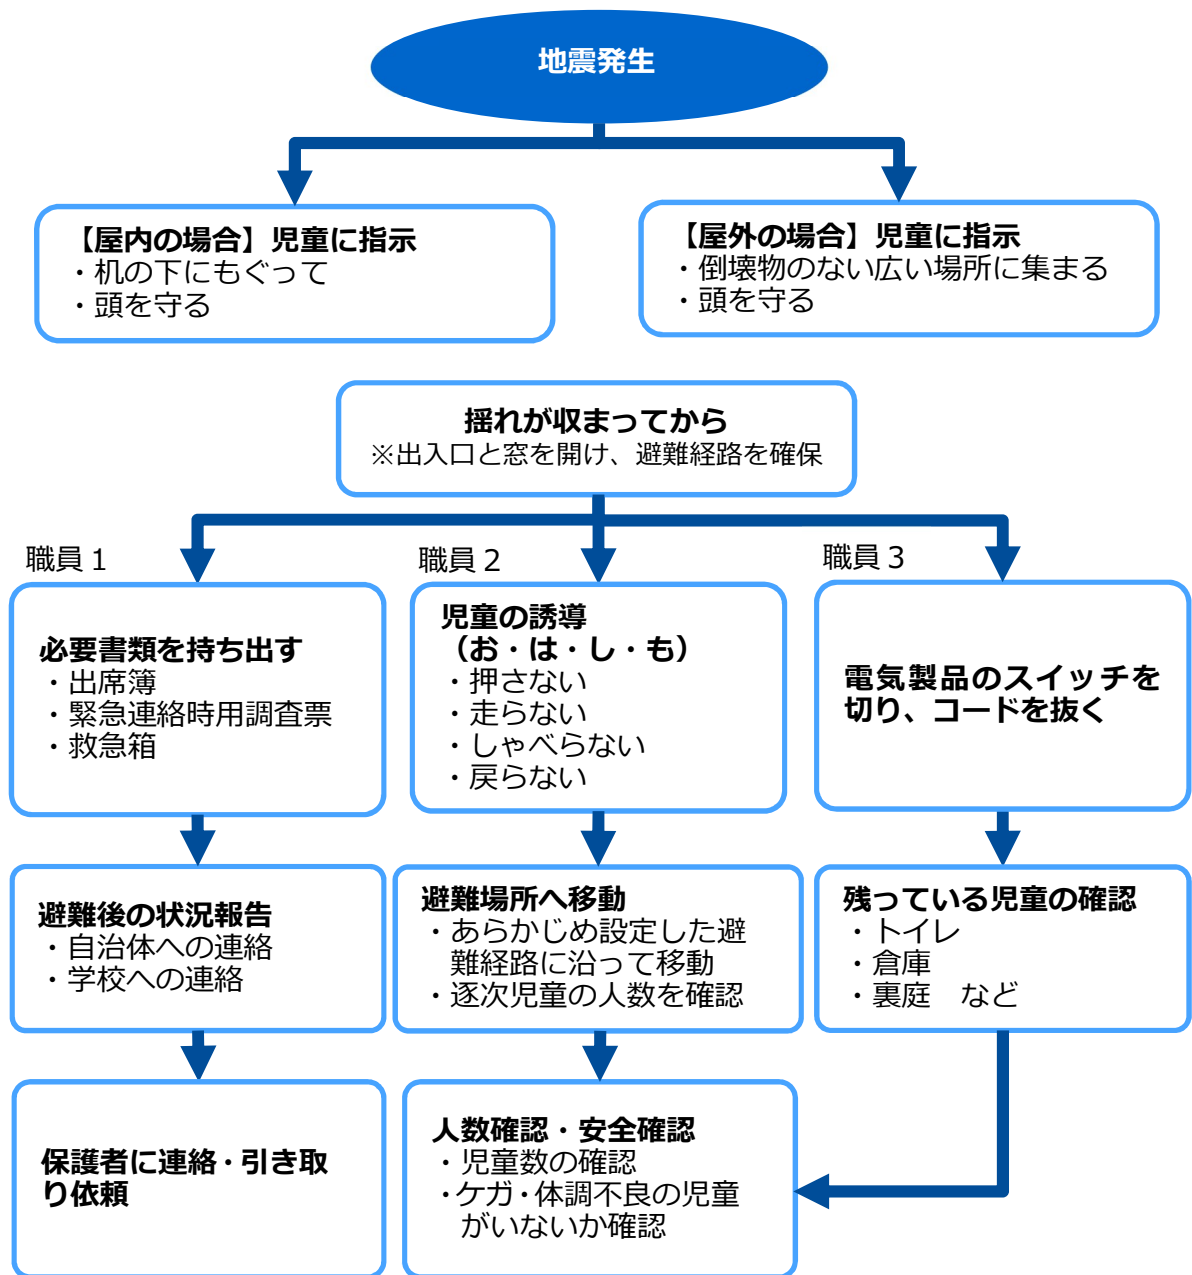 地震発生
【屋内の場合】児童に指示
・机の下にもぐって
・頭を守る
【屋外の場合】児童に指示
・倒壊物のない広い場所に集まる
・頭を守る
揺れが収まってから
※出入口と窓を開け、避難経路を確保
職員１
必要書類を持ち出す
・出席簿
・緊急連絡時用調査票
・救急箱
職員２
児童の誘導
（お・は・し・も）
・押さない
・走らない
・しゃべらない
・戻らない
職員３
電気製品のスイッチを
切り、コードを抜く
避難後の状況報告
・自治体への連絡
・学校への連絡
避難場所へ移動
・あらかじめ設定した避
難経路に沿って移動
・逐次児童の人数を確認
残っている児童の確認
・トイレ
・倉庫
・裏庭　など
保護者に連絡・引き取
り依頼
人数確認・安全確認
・児童数の確認
・ケガ・体調不良の児童
がいないか確認